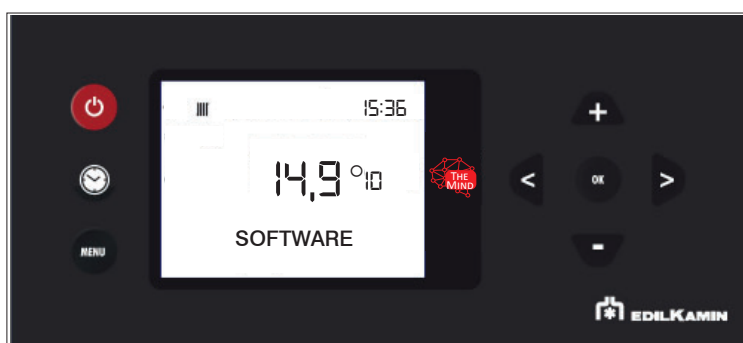 15:36
14,9 °10
THE
MIND
SOFTWARE
MENU
+
<
OK
>
-
EDILKAMIN